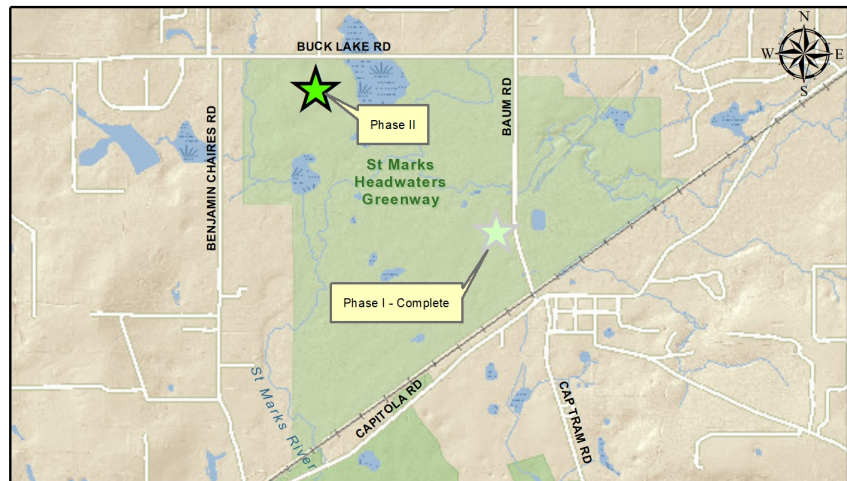 BUCK LAKE RD
N
W E
S
BAUM RD
Phase II
BENJAMIN CHAIRES RD
St Marks
Headwaters
Greenway
Phase I - Complete
St Marks River
CAPITOLA RD
CAP TRAM RD